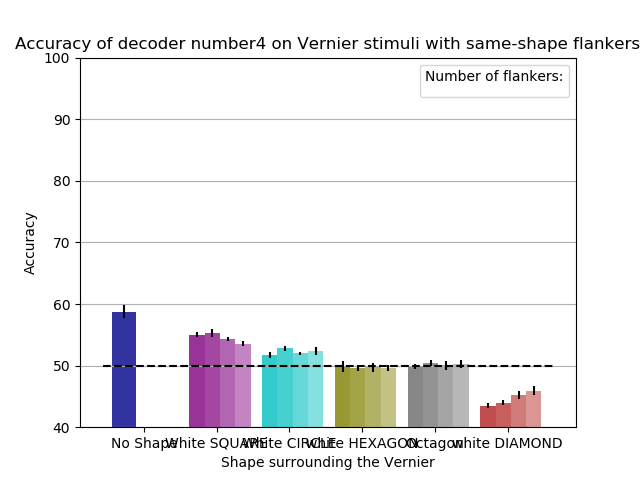 Accuracy of decoder number4 on Vernier stimuli with same-shape flankers
Number of flankers:
100
90
80
70
60
50
40
Accuracy
No Shape White SQUARE White CIRCLE white HEXAGON Octagon white DIAMOND
Shape surrounding the Vernier